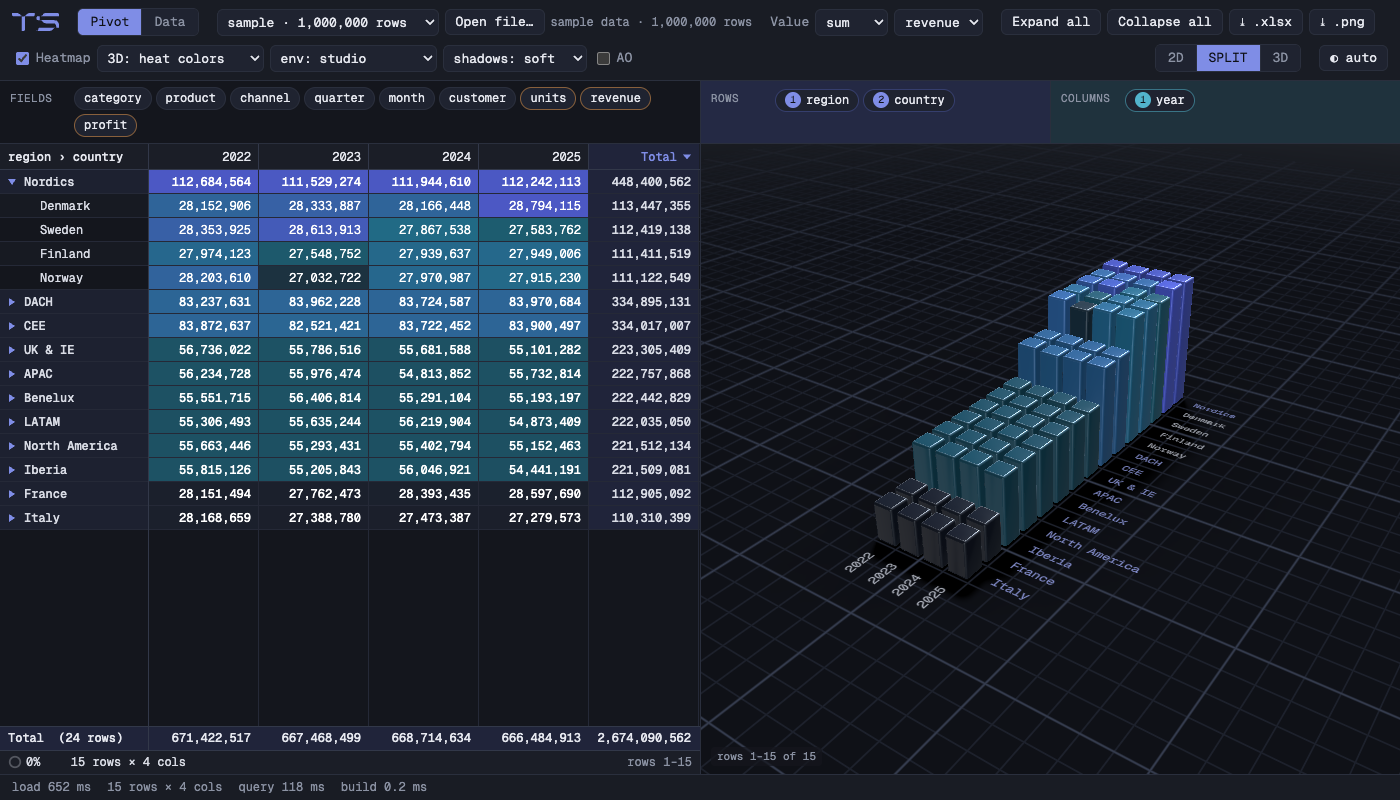 TS Pivot Data sample · 1,000,000 rows Open file… sample data · 1,000,000 rows Value sum revenue Expand all Collapse all ↓ .xlsx ↓ .png
Heatmap 3D: heat colors env: studio shadows: soft AO 2D SPLIT 3D ◐ auto
FIELDS category product channel quarter month customer units revenue
profit
ROWS 1 region 2 country
COLUMNS 1 year
region › country 2022 2023 2024 2025 Total
Nordics 112,684,564 111,529,274 111,944,610 112,242,113 448,400,562
Denmark 28,152,906 28,333,887 28,166,448 28,794,115 113,447,355
Sweden 28,353,925 28,613,913 27,867,538 27,583,762 112,419,138
Finland 27,974,123 27,548,752 27,939,637 27,949,006 111,411,519
Norway 28,203,610 27,032,722 27,970,987 27,915,230 111,122,549
DACH 83,237,631 83,962,228 83,724,587 83,970,684 334,895,131
CEE 83,872,637 82,521,421 83,722,452 83,900,497 334,017,007
UK & IE 56,736,022 55,786,516 55,681,588 55,101,282 223,305,409
APAC 56,234,728 55,976,474 54,813,852 55,732,814 222,757,868
Benelux 55,551,715 56,406,814 55,291,104 55,193,197 222,442,829
LATAM 55,306,493 55,635,244 56,219,904 54,873,409 222,035,050
North America 55,663,446 55,293,431 55,402,794 55,152,463 221,512,134
Iberia 55,815,126 55,205,843 56,046,921 54,441,191 221,509,081
France 28,151,494 27,762,473 28,393,435 28,597,690 112,905,092
Italy 28,168,659 27,388,780 27,473,387 27,279,573 110,310,399
Total (24 rows) 671,422,517 667,468,499 668,714,634 666,484,913 2,674,090,562
0% 15 rows × 4 cols rows 1–15
Nordics
Denmark
Sweden
Finland
Norway
DACH
CEE
UK & IE
APAC
Benelux
LATAM
North America
Iberia
France
Italy
2022
2023
2024
2025
rows 1–15 of 15
load 652 ms 15 rows × 4 cols query 118 ms build 0.2 ms